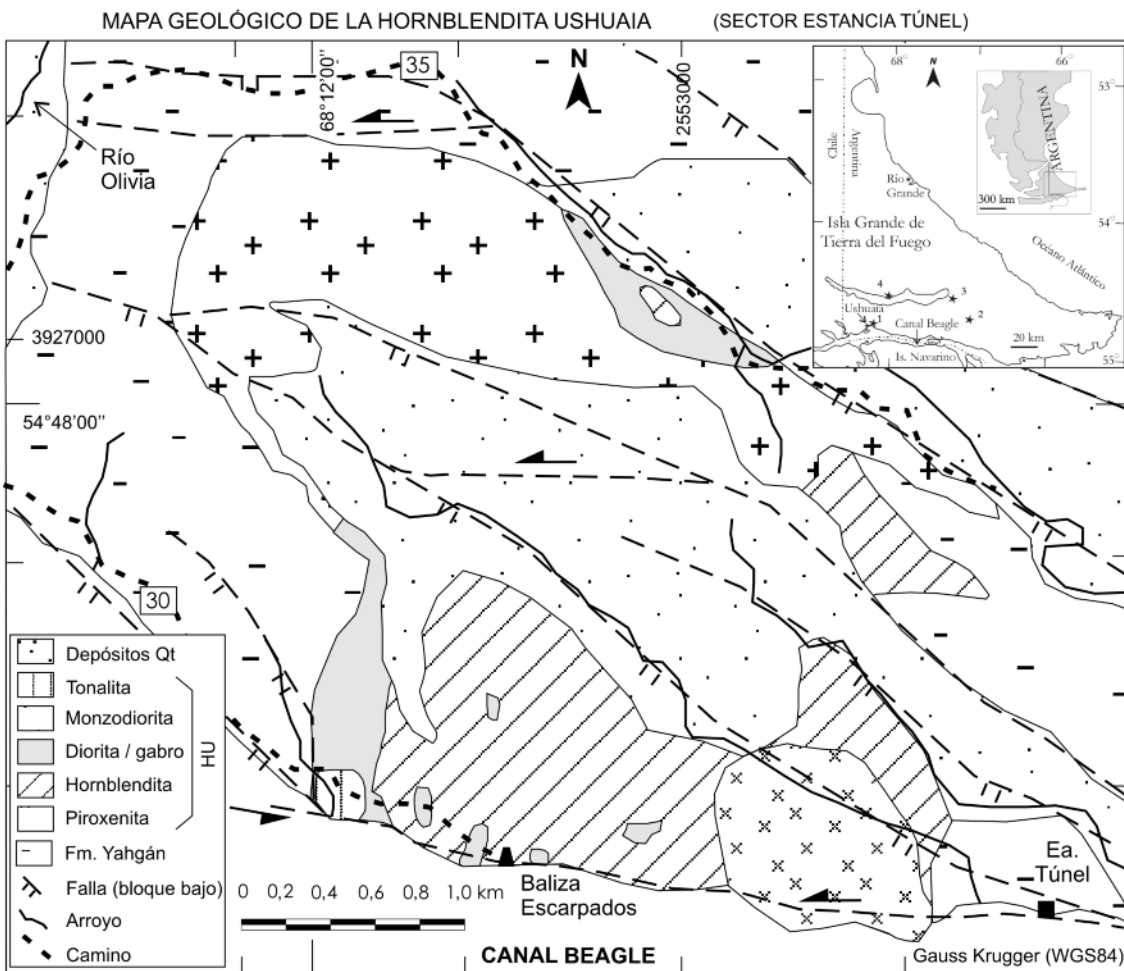 MAPA GEOLÓGICO DE LA HORNBLENDITA USHUAIA (SECTOR ESTANCIA TÚNEL)
35
N
68°12'00''
2553000
Río
Olivia
3927000
54°48'00''
30
68°
66°
N
53°
54°
55°
Chile
Argentina
ARGENTINA
300 km
Río
Grande
Isla Grande de
Tierra del Fuego
Océano Atlántico
4
3
2
1
Ushuaia
Canal Beagle
20 km
Is. Navarino
Depósitos Qt
Tonalita
Monzodiorita
Diorita / gabro
Hornblendita
Piroxenita
HU
Fm. Yahgán
Falla (bloque bajo)
Arroyo
Camino
0 0,2 0,4 0,6 0,8 1,0 km
Baliza
Escarpados
Ea.
Túnel
CANAL BEAGLE
Gauss Krugger (WGS84)